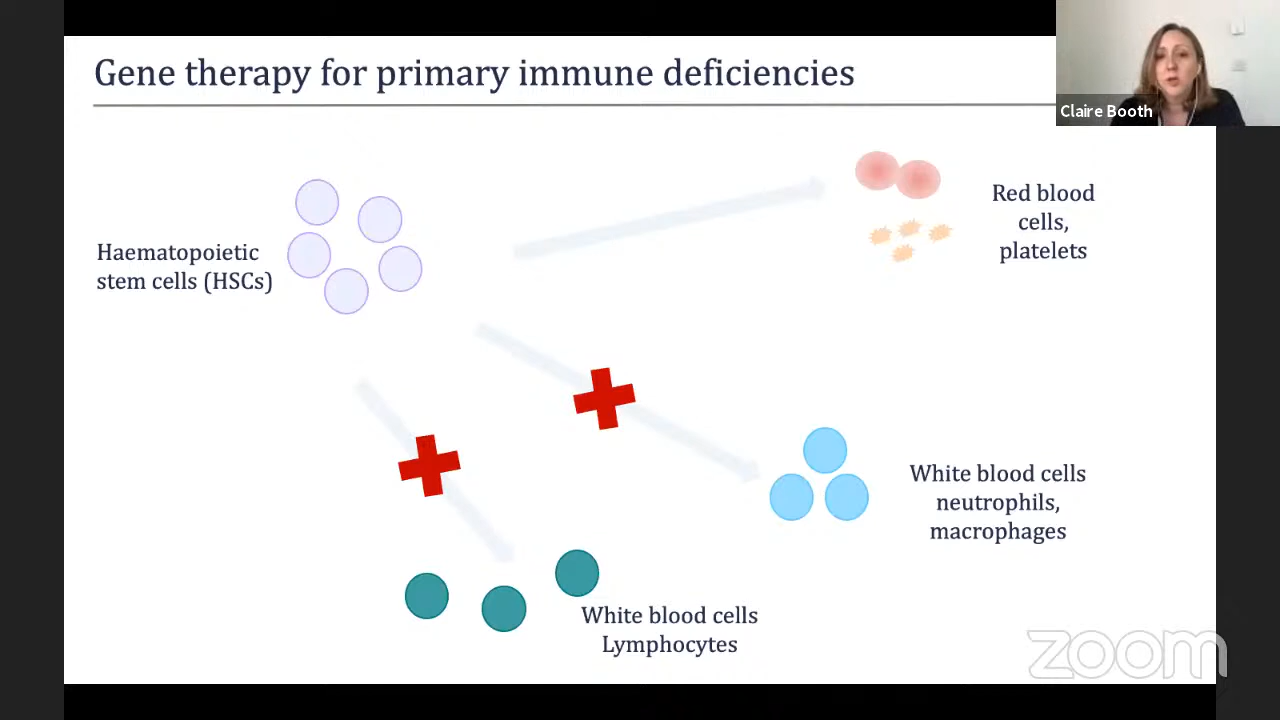 Gene therapy for primary immune deficiencies
Claire Booth
Haematopoietic
stem cells (HSCs)
Red blood
cells,
platelets
White blood cells
neutrophils,
macrophages
White blood cells
Lymphocytes
zoom